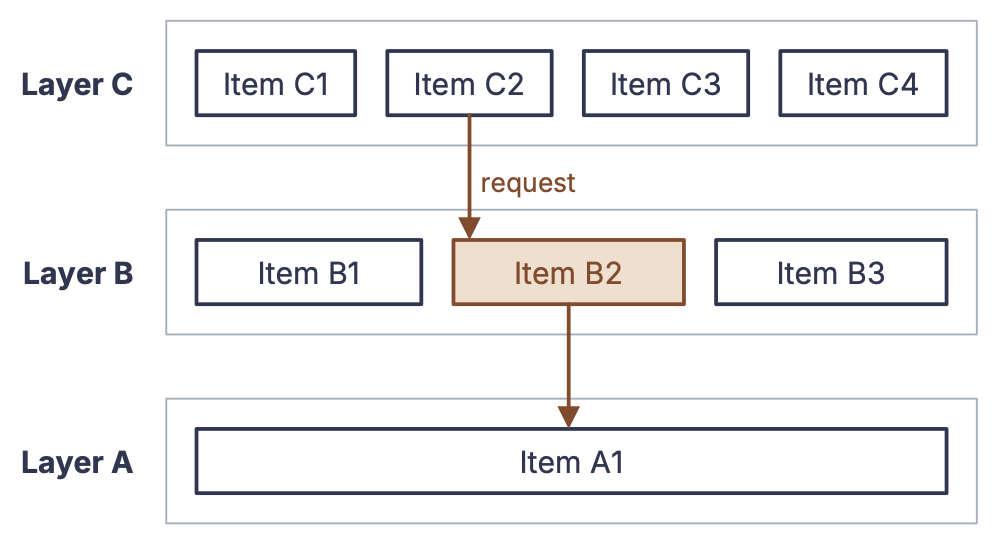 Layer C
Item C1
Item C2
Item C3
Item C4
request
Layer B
Item B1
Item B2
Item B3
Layer A
Item A1